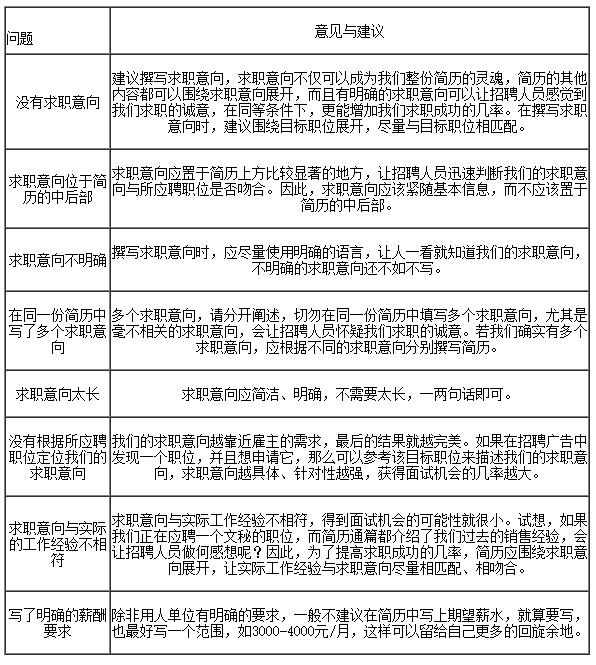 问题
意见与建议
没有求职意向
建议撰写求职意向，求职意向不仅可以成为我们整份简历的灵魂，简历的其他
内容都可以围绕求职意向展开，而且有明确的求职意向可以让招聘人员感觉到
我们求职的诚意，在同等条件下，更能增加我们求职成功的几率。在撰写求职
意向时，建议围绕目标职位展开，尽量与目标职位相匹配。
求职意向位于简
历的中后部
求职意向应置于简历上方比较显著的地方，让招聘人员迅速判断我们的求职意
向与所应聘职位是否吻合。因此，求职意向应该紧随基本信息，而不应该置于
简历的中后部。
求职意向不明确
撰写求职意向时，应尽量使用明确的语言，让人一看就知道我们的求职意向，
不明确的求职意向还不如不写。
在同一份简历中
写了多个求职意
向
多个求职意向，请分开阐述，切勿在同一份简历中填写多个求职意向，尤其是
毫不相关的求职意向，会让招聘人员怀疑我们求职的诚意。若我们确实有多个
求职意向，应根据不同的求职意向分别撰写简历。
求职意向太长
求职意向应简洁、明确，不需要太长，一两句话即可。
没有根据所应聘
职位定位我们的
求职意向
我们的求职意向越靠近雇主的需求，最后的结果就越完美。如果在招聘广告中
发现一个职位，并且想申请它，那么可以参考该目标职位来描述我们的求职意
向，求职意向越具体、针对性越强，获得面试机会的几率越大。
求职意向与实际
的工作经验不相
符
求职意向与实际工作经验不相符，得到面试机会的可能性就很小。试想，如果
我们正在应聘一个文秘的职位，而简历通篇都介绍了我们过去的销售经验，会
让招聘人员做何感想呢？因此，为了提高求职成功的几率，简历应围绕求职意
向展开，让实际工作经验与求职意向尽量相匹配、相吻合。
写了明确的薪酬
要求
除非用人单位有明确的要求，一般不建议在简历中写上期望薪水，就算要写，
也最好写一个范围，如3000-4000元/月，这样可以留给自己更多的回旋余地。